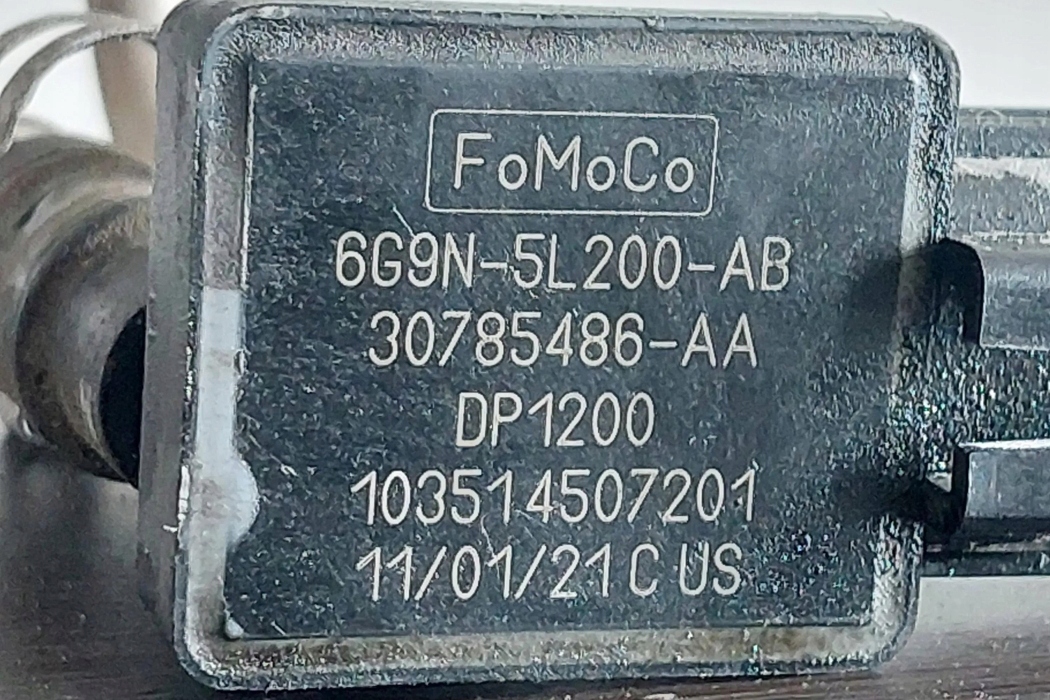 FoMoCo
6G9N-5L200-AB
30785486-AA
DP1200
103514507201
11/01/21 C US